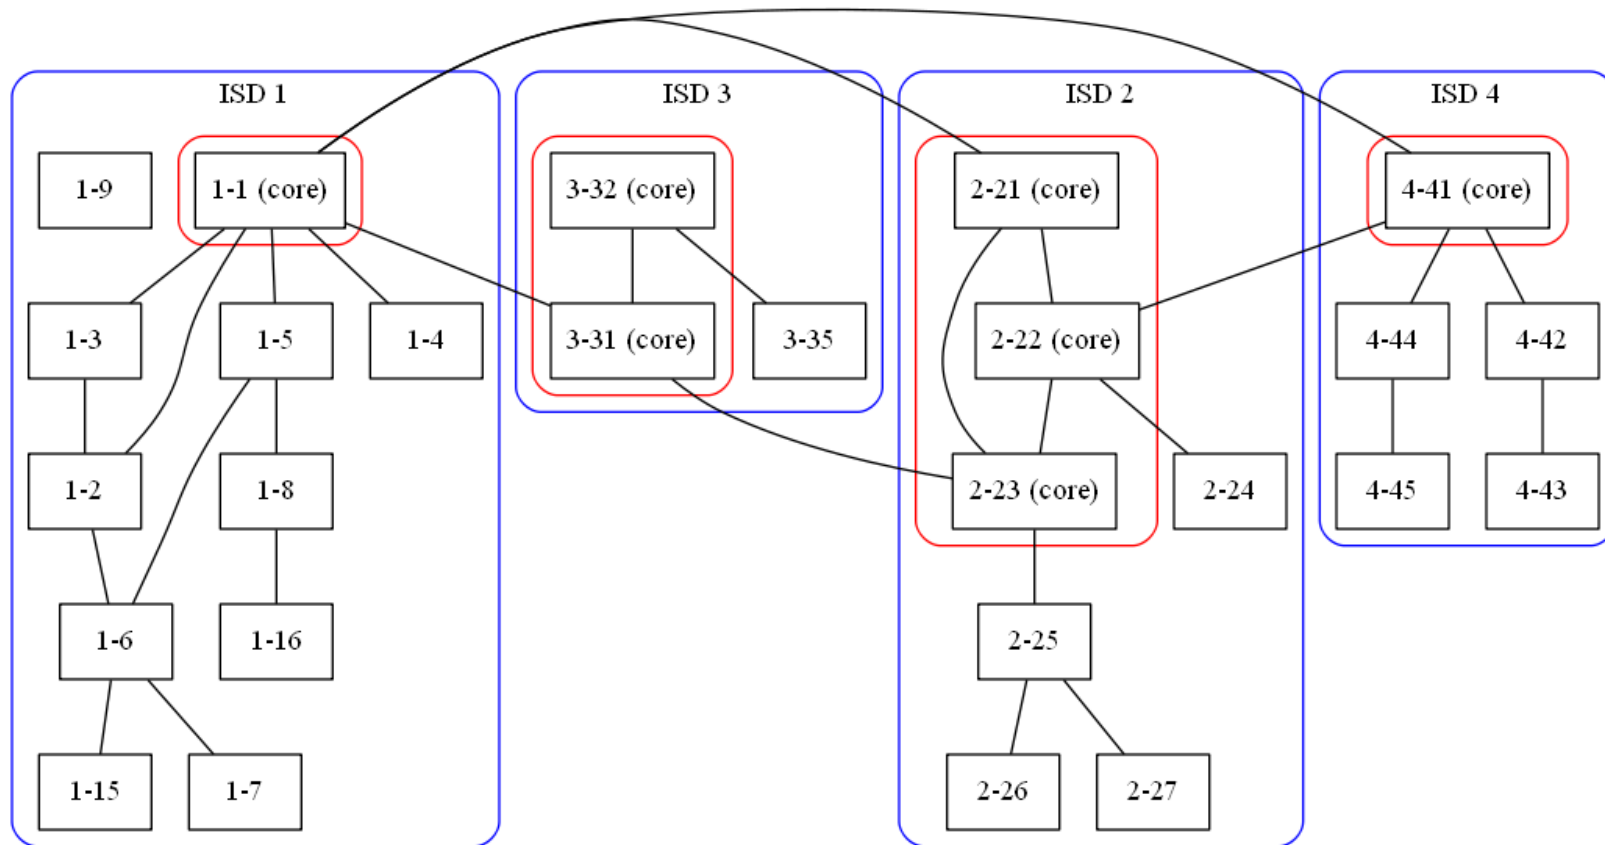 ISD 1
ISD 3
ISD 2
ISD 4
1-9
1-1 (core)
3-32 (core)
2-21 (core)
4-41 (core)
1-3
1-5
1-4
3-31 (core)
3-35
2-22 (core)
4-44
4-42
1-2
1-8
2-23 (core)
2-24
4-45
4-43
1-6
1-16
2-25
1-15
1-7
2-26
2-27